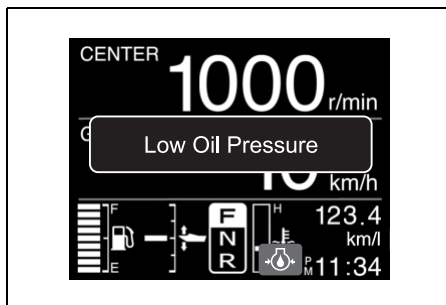 CENTER
1000 r/min
G
Low Oil Pressure
km/h
F
F
H
123.4
N
km/l
E
R
PM 11:34